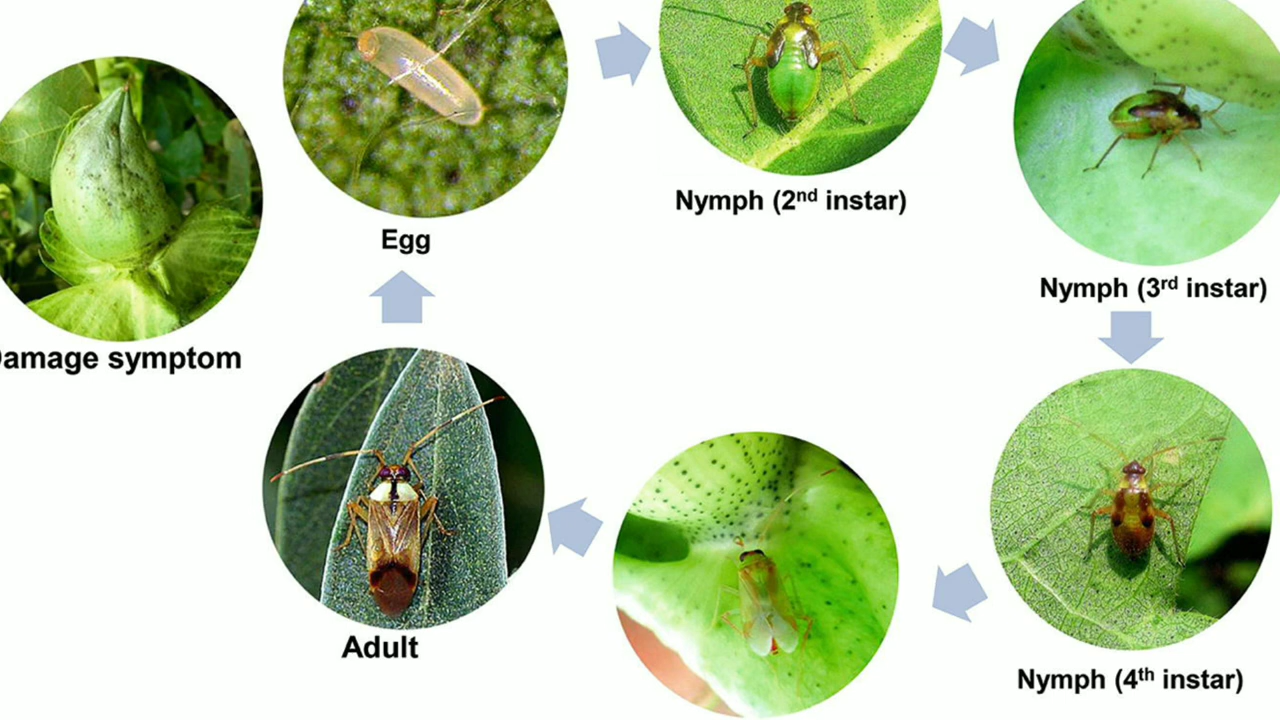 Nymph (2nd instar)
Egg
Nymph (3rd instar)
amage symptom
Adult
Nymph (4th instar)